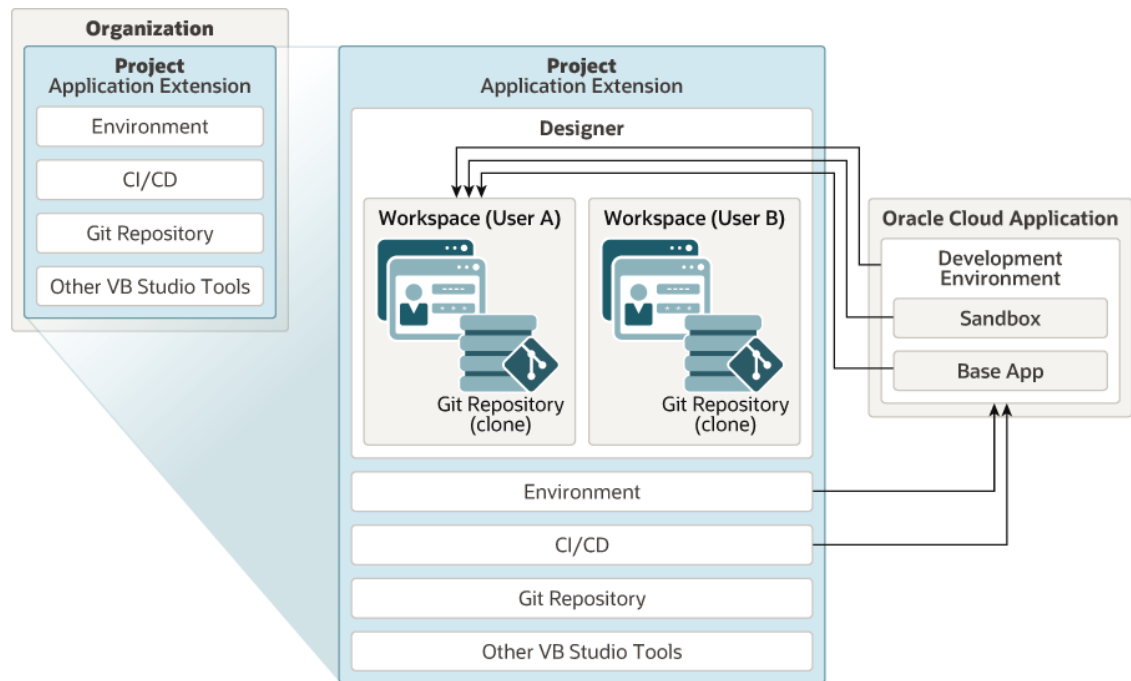 Organization
Project
Application Extension
Environment
CI/CD
Git Repository
Other VB Studio Tools
Project
Application Extension
Designer
Workspace (User A)
Git Repository
(clone)
Workspace (User B)
Git Repository
(clone)
Environment
CI/CD
Git Repository
Other VB Studio Tools
Oracle Cloud Application
Development
Environment
Sandbox
Base App